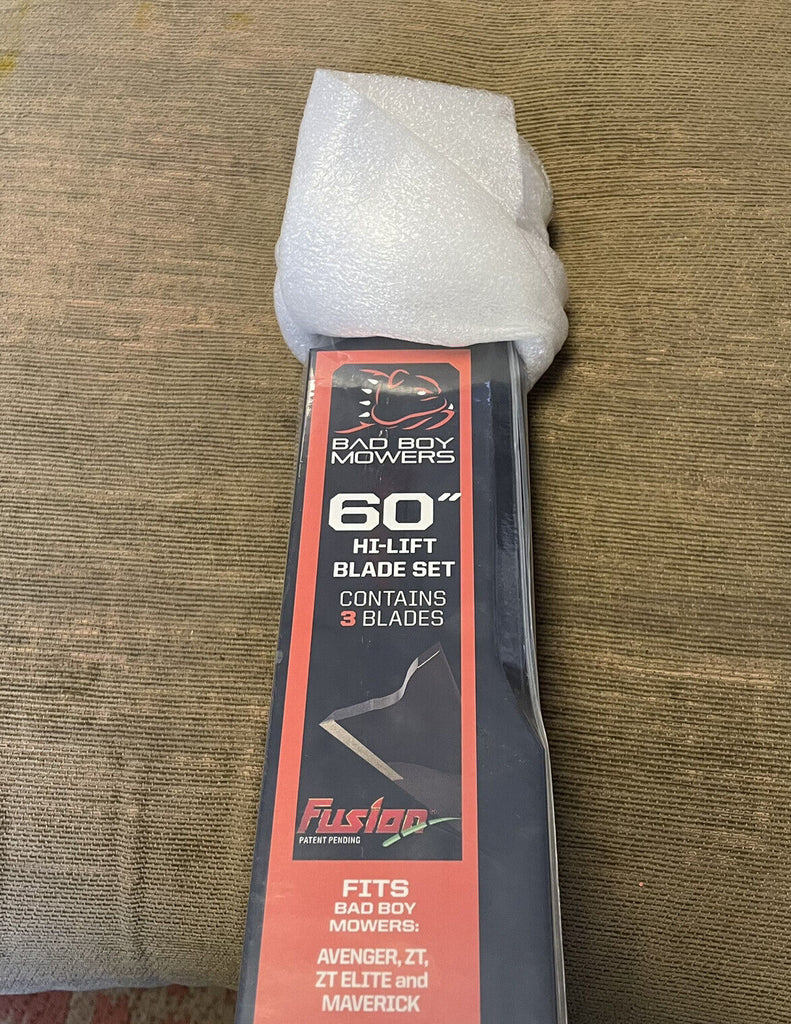 BAD BOY
MOWERS
60"
HI-LIFT
BLADE SET
CONTAINS
3 BLADES
Fusion
PATENT PENDING
FITS
BAD BOY
MOWERS:
AVENGER, ZT,
ZT ELITE and
MAVERICK